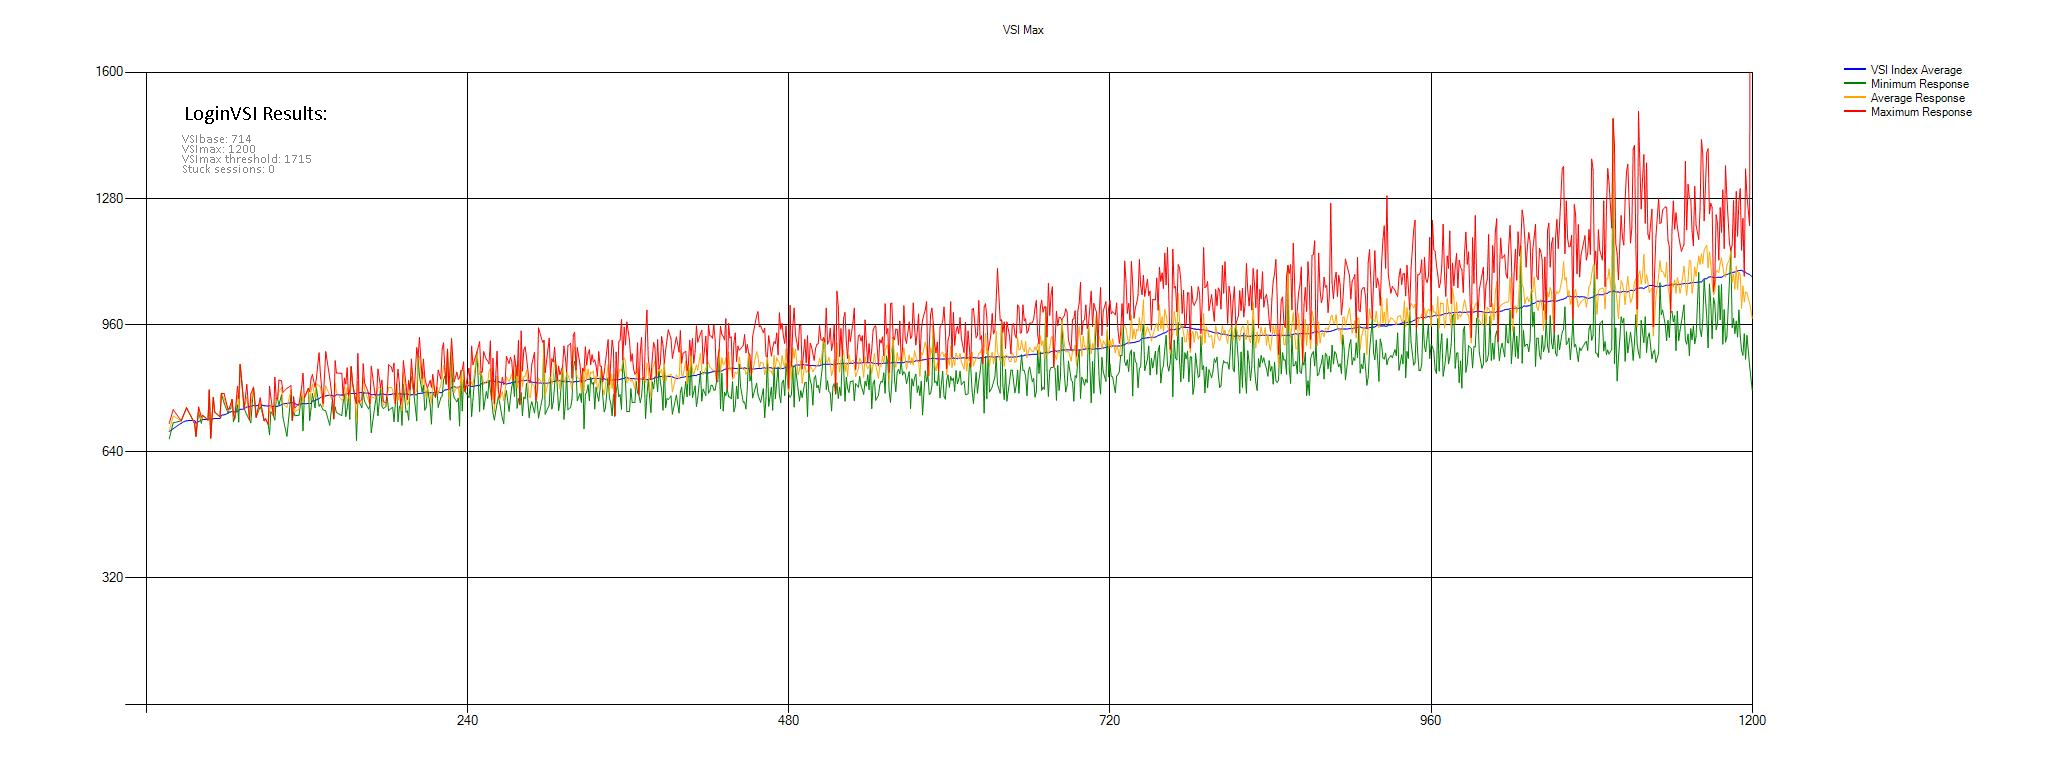 VSI Max
VSI Index Average
Minimum Response
Average Response
Maximum Response
LoginVSI Results:
VSIbase: 714
VSImax: 1200
VSImax threshold: 1715
Stuck sessions: 0
1600
1280
960
640
320
240
480
720
960
1200